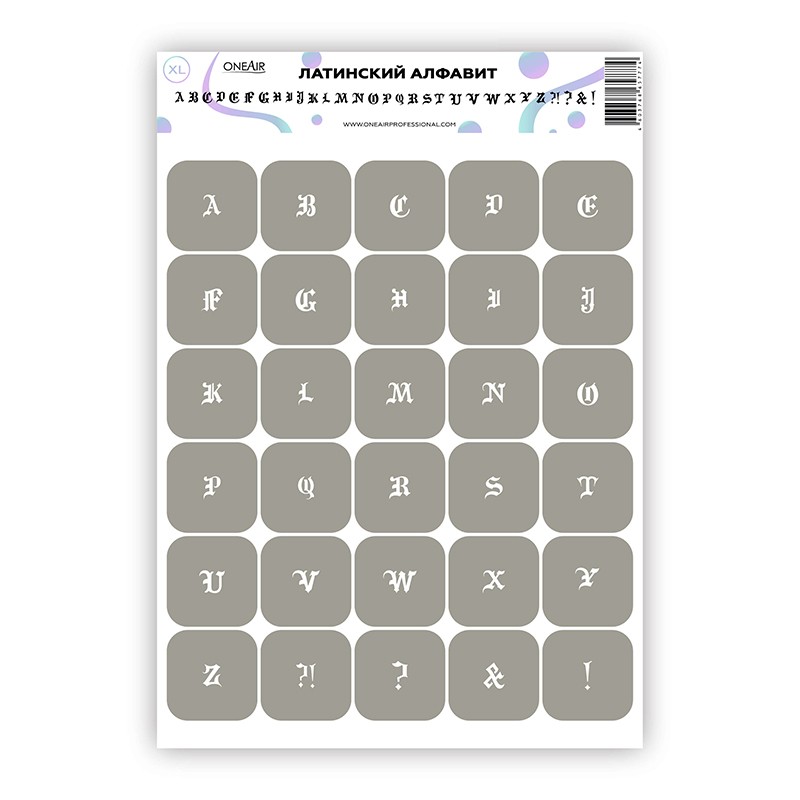 XL
ONEAIR
ЛАТИНСКИЙ АЛФАВИТ
A B C D E F G H I J K L M N O P Q R S T U V W X Y Z ?! ? & !
WWW.ONEAIRPROFESSIONAL.COM
A B C D E
F G H I J
K L M N O
P Q R S T
U V W X Y
Z ?! ? & !